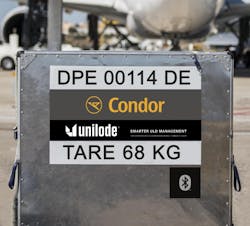 DPE 00114 DE
Condor
unilode SMARTER ULD MANAGEMENT
TARE 68 KG